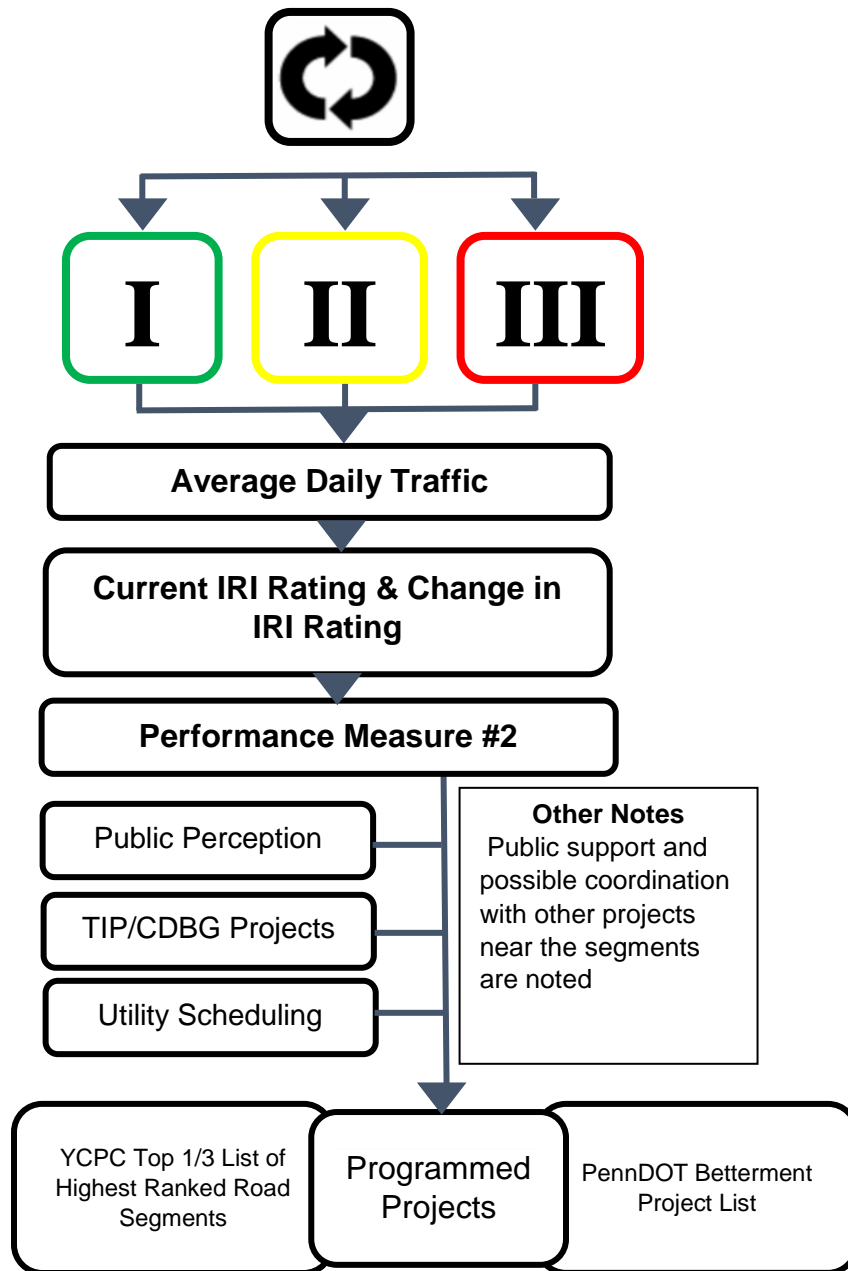 I
II
III
Average Daily Traffic
Current IRI Rating & Change in
IRI Rating
Performance Measure #2
Public Perception
TIP/CDBG Projects
Utility Scheduling
Other Notes
Public support and
possible coordination
with other projects
near the segments
are noted
YCPC Top 1/3 List of
Highest Ranked Road
Segments
Programmed
Projects
PennDOT Betterment
Project List